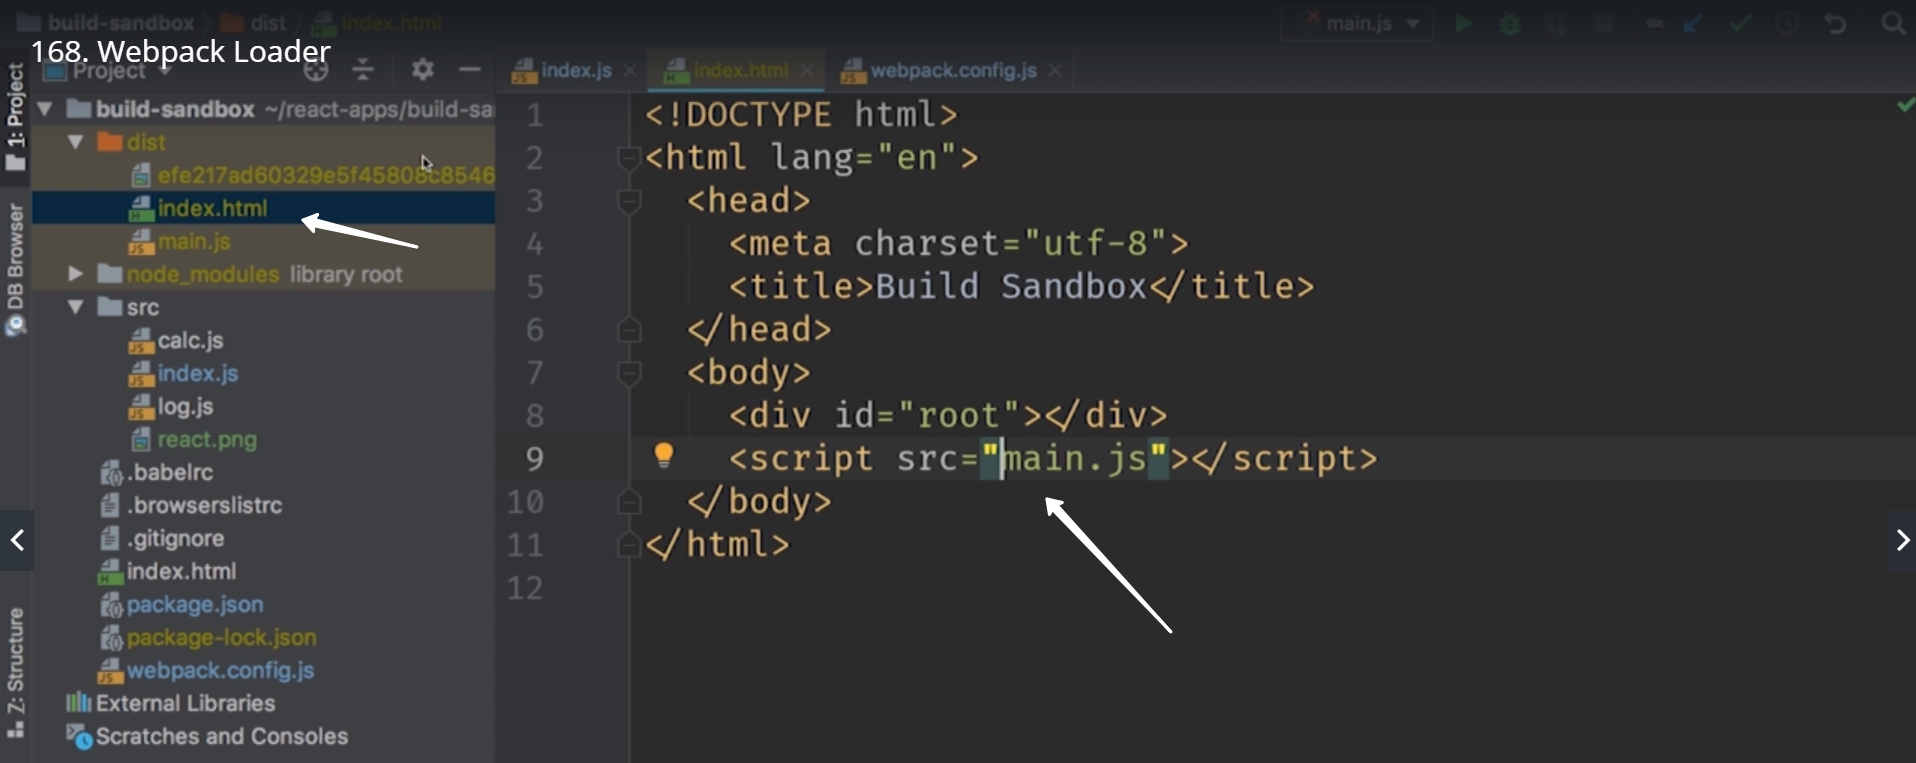 build-sandbox dist index.html main.js Git:
168. Webpack Loader
Project
index.js index.html webpack.config.js
1: Project
DB Browser
Z: Structure
build-sandbox ~/react-apps/build-sa
dist
efe217ad60329e5f45808c8546
index.html
main.js
node_modules library root
src
calc.js
index.js
log.js
react.png
.babelrc
.browserslistrc
.gitignore
index.html
package.json
package-lock.json
webpack.config.js
External Libraries
Scratches and Consoles
1 <!DOCTYPE html>
2 <html lang="en">
3 <head>
4 <meta charset="utf-8">
5 <title>Build Sandbox</title>
6 </head>
7 <body>
8 <div id="root"></div>
9 <script src="main.js"></script>
10 </body>
11 </html>
12